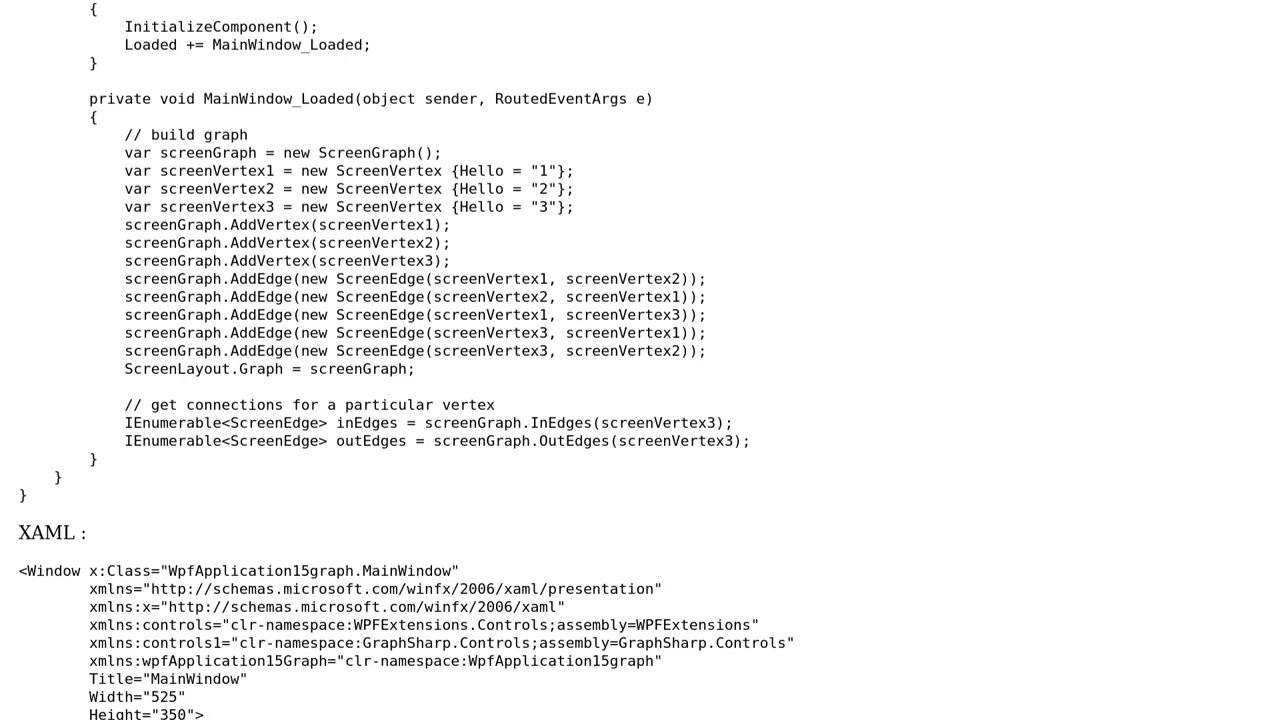 {
InitializeComponent();
Loaded += MainWindow_Loaded;
}
private void MainWindow_Loaded(object sender, RoutedEventArgs e)
{
// build graph
var screenGraph = new ScreenGraph();
var screenVertex1 = new ScreenVertex {Hello = "1"};
var screenVertex2 = new ScreenVertex {Hello = "2"};
var screenVertex3 = new ScreenVertex {Hello = "3"};
screenGraph.AddVertex(screenVertex1);
screenGraph.AddVertex(screenVertex2);
screenGraph.AddVertex(screenVertex3);
screenGraph.AddEdge(new ScreenEdge(screenVertex1, screenVertex2));
screenGraph.AddEdge(new ScreenEdge(screenVertex2, screenVertex1));
screenGraph.AddEdge(new ScreenEdge(screenVertex1, screenVertex3));
screenGraph.AddEdge(new ScreenEdge(screenVertex3, screenVertex1));
screenGraph.AddEdge(new ScreenEdge(screenVertex3, screenVertex2));
ScreenLayout.Graph = screenGraph;
// get connections for a particular vertex
IEnumerable<ScreenEdge> inEdges = screenGraph.InEdges(screenVertex3);
IEnumerable<ScreenEdge> outEdges = screenGraph.OutEdges(screenVertex3);
}
}
}
XAML :
<Window x:Class="WpfApplication15graph.MainWindow"
xmlns="http://schemas.microsoft.com/winfx/2006/xaml/presentation"
xmlns:x="http://schemas.microsoft.com/winfx/2006/xaml"
xmlns:controls="clr-namespace:WPFExtensions.Controls;assembly=WPFExtensions"
xmlns:controls1="clr-namespace:GraphSharp.Controls;assembly=GraphSharp.Controls"
xmlns:wpfApplication15Graph="clr-namespace:WpfApplication15graph"
Title="MainWindow"
Width="525"
Height="350">